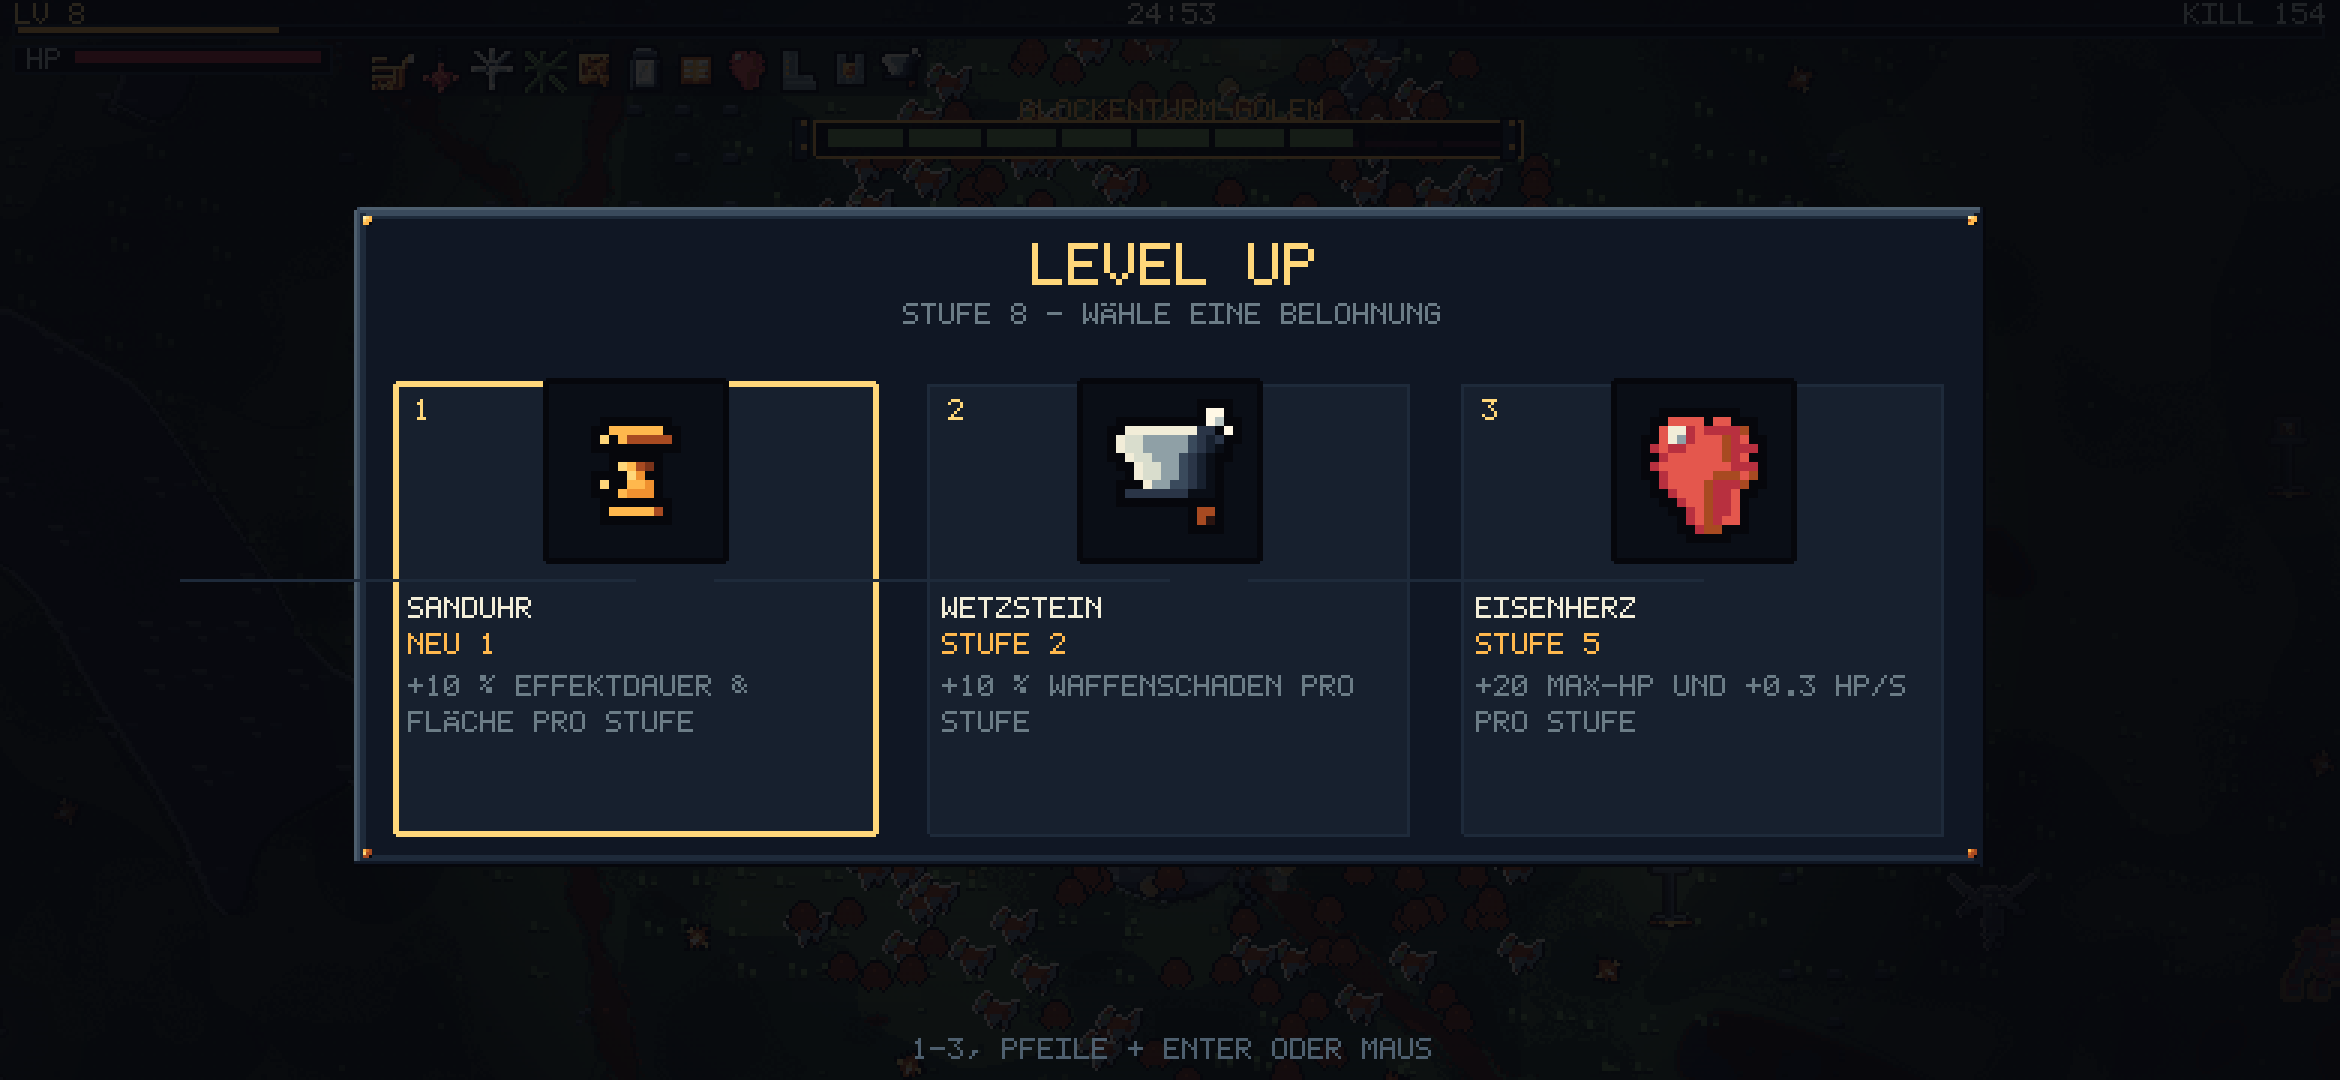 LV 8
24:53
KILL 154
HP
GLOCKENTURM-GOLEM
LEVEL UP
STUFE 8 - WÄHLE EINE BELOHNUNG
1
2
3
SANDUHR
NEU 1
+10 % EFFEKTDAUER &
FLÄCHE PRO STUFE
WETZSTEIN
STUFE 2
+10 % WAFFENSCHADEN PRO
STUFE
EISENHERZ
STUFE 5
+20 MAX-HP UND +0.3 HP/S
PRO STUFE
1-3, PFEILE + ENTER ODER MAUS